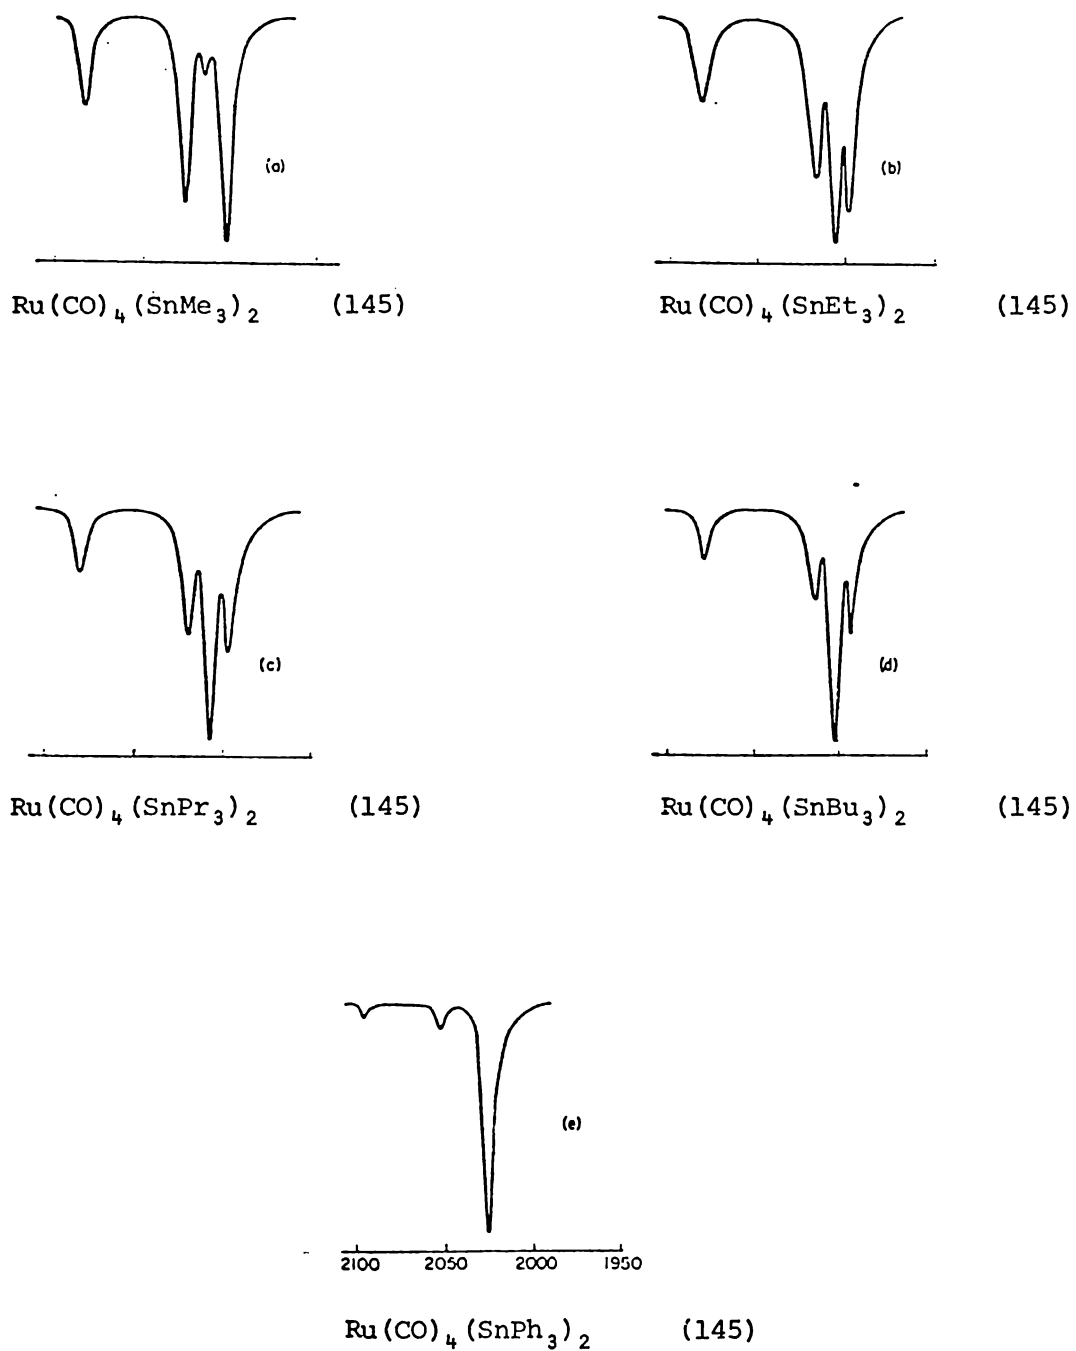 (a) (b)
Ru(CO)₄(SnMe₃)₂ (145) Ru(CO)₄(SnEt₃)₂ (145)
(c) (d)
Ru(CO)₄(SnPr₃)₂ (145) Ru(CO)₄(SnBu₃)₂ (145)
(e)
2100 2050 2000 1950
Ru(CO)₄(SnPh₃)₂ (145)